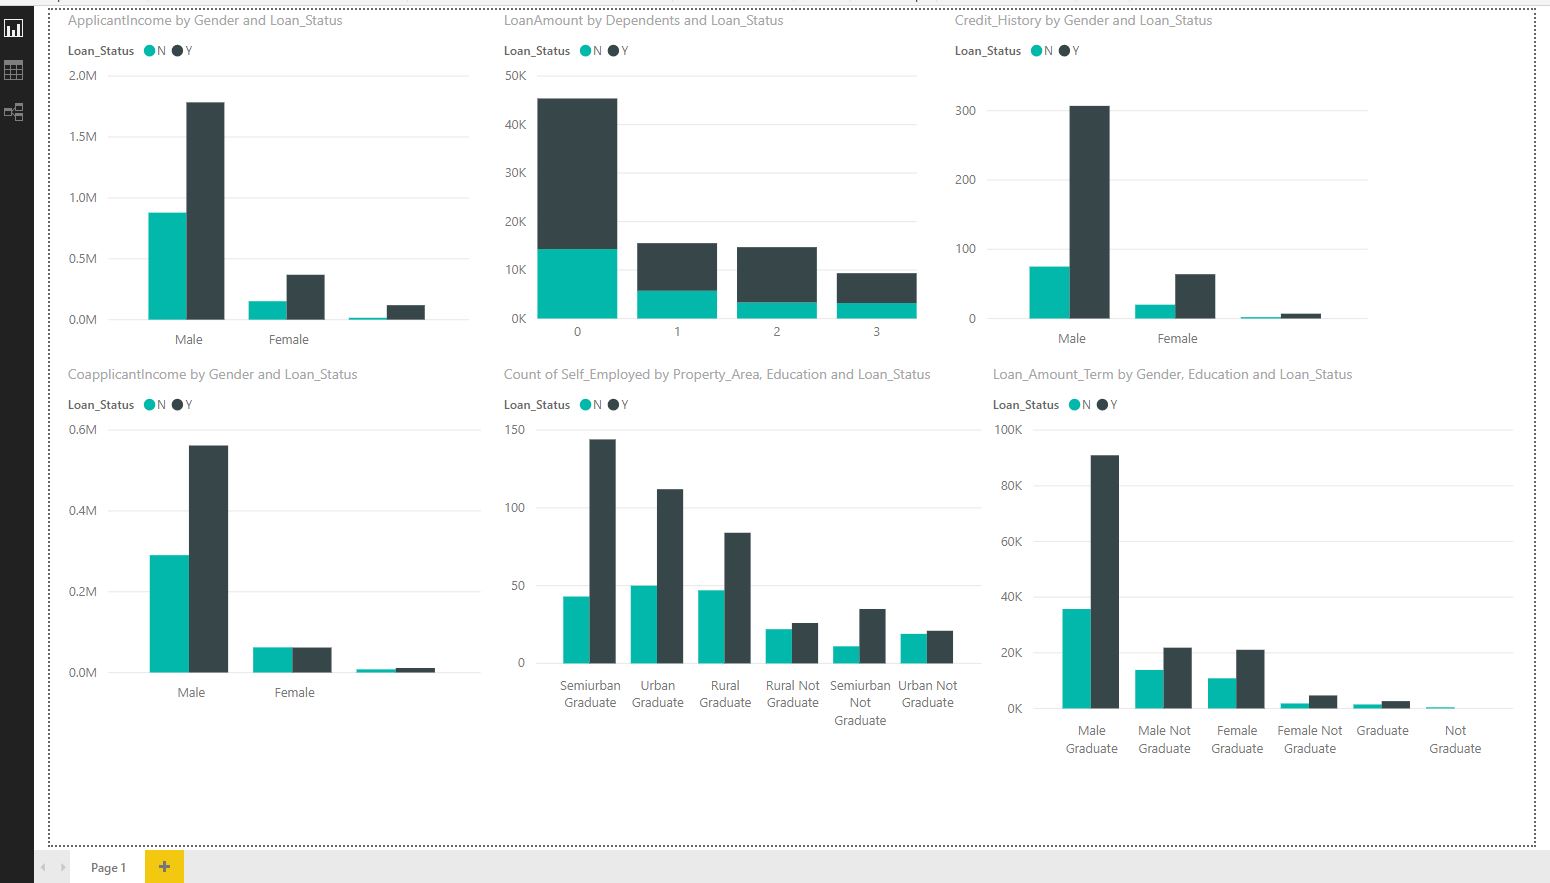 ApplicantIncome by Gender and Loan_Status
Loan_Status N Y
2.0M
1.5M
1.0M
0.5M
0.0M
Male Female
LoanAmount by Dependents and Loan_Status
Loan_Status N Y
50K
40K
30K
20K
10K
0K
0 1 2 3
Credit_History by Gender and Loan_Status
Loan_Status N Y
300
200
100
0
Male Female
CoapplicantIncome by Gender and Loan_Status
Loan_Status N Y
0.6M
0.4M
0.2M
0.0M
Male Female
Count of Self_Employed by Property_Area, Education and Loan_Status
Loan_Status N Y
150
100
50
0
Semiurban Urban Rural Rural Not Semiurban Urban Not
Graduate Graduate Graduate Graduate Not Graduate
Graduate
Loan_Amount_Term by Gender, Education and Loan_Status
Loan_Status N Y
100K
80K
60K
40K
20K
0K
Male Male Not Female Female Not Graduate Not
Graduate Graduate Graduate Graduate Graduate
Page 1